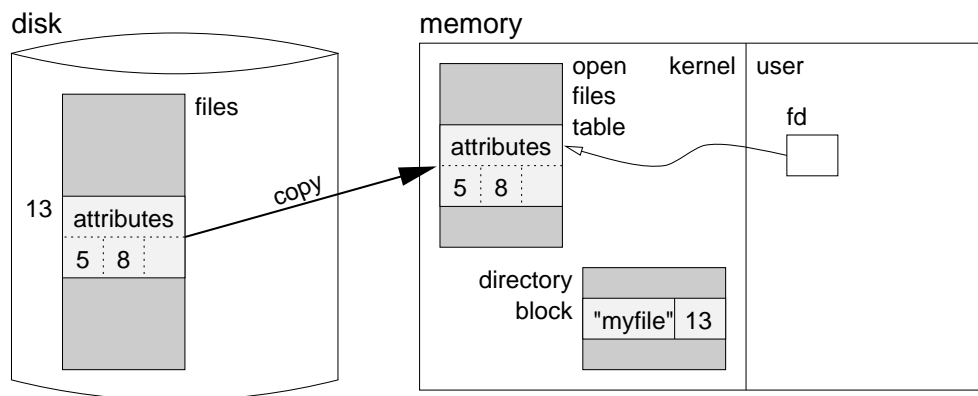 disk
files
13
attributes
5 8
copy
memory
open
files
table
kernel
user
attributes
5 8
fd
directory
block
"myfile" 13